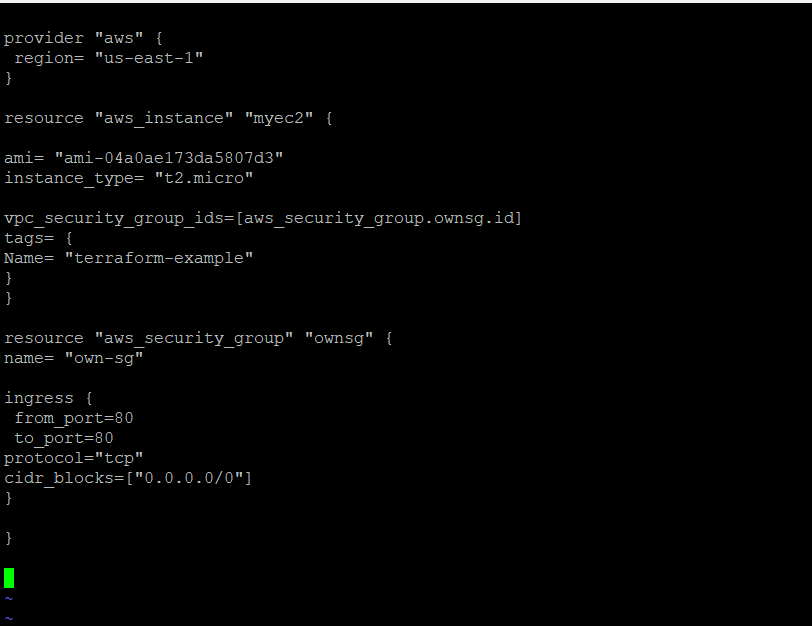 provider "aws" {
 region= "us-east-1"
}
resource "aws_instance" "myec2" {
ami= "ami-04a0ae173da5807d3"
instance_type= "t2.micro"
vpc_security_group_ids=[aws_security_group.ownsg.id]
tags= {
Name= "terraform-example"
}
}
resource "aws_security_group" "ownsg" {
name= "own-sg"
ingress {
 from_port=80
 to_port=80
protocol="tcp"
cidr_blocks=["0.0.0.0/0"]
}
}
~
~